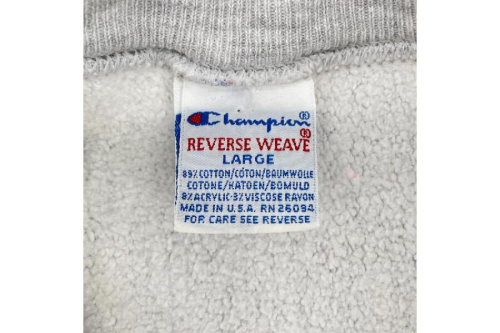 Champion®
REVERSE WEAVE®
LARGE
89% COTTON/COTON/BAUMWOLLE
COTONE/KATOEN/BOMULD
8% ACRYLIC·3% VISCOSE RAYON
MADE IN U.S.A. RN 26094
FOR CARE SEE REVERSE